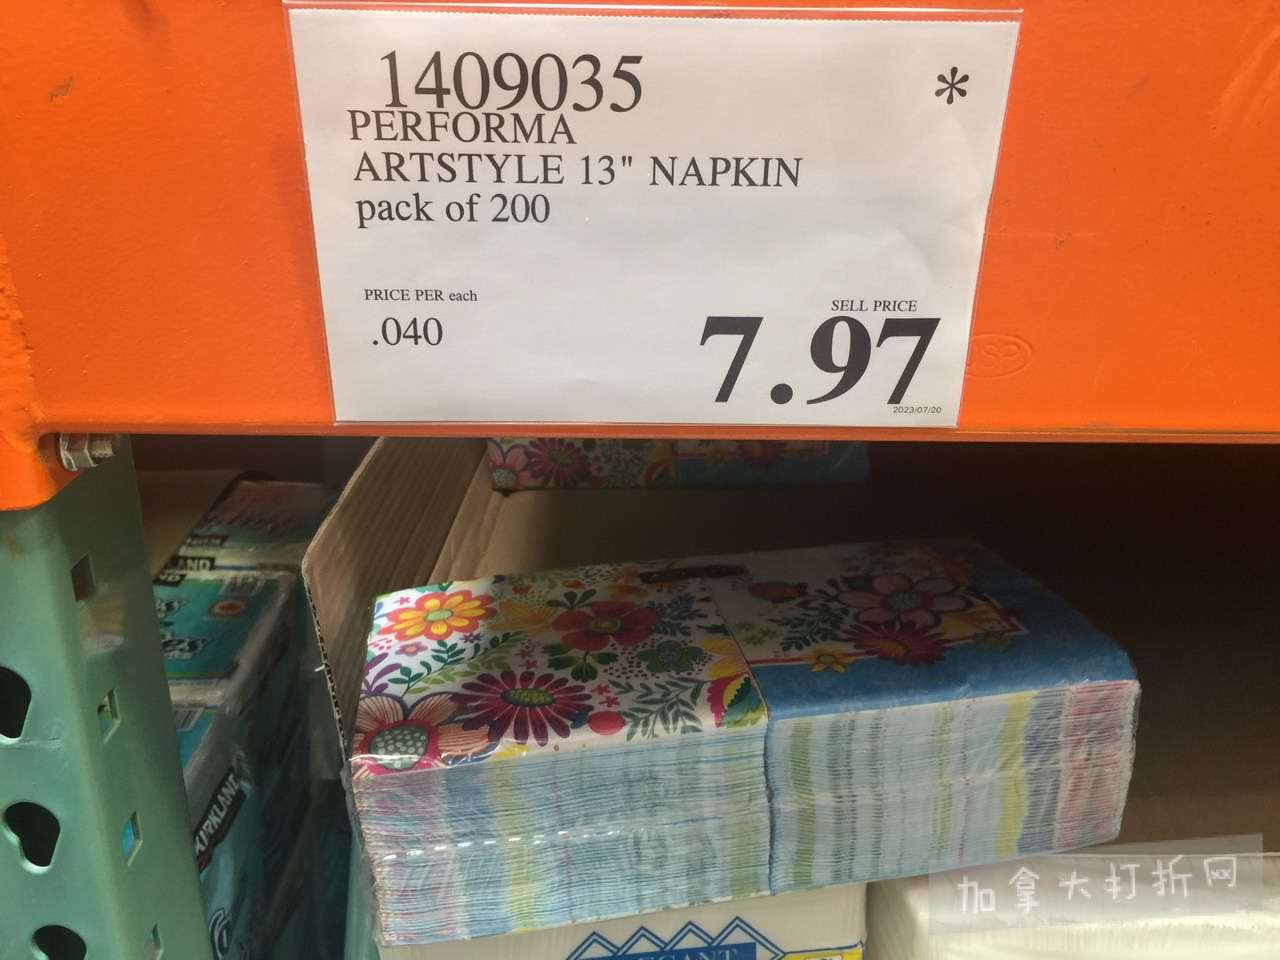 1409035
*
PERFORMA
ARTSTYLE 13" NAPKIN
pack of 200
PRICE PER each
.040
SELL PRICE
7.97
2023/07/20
KIRKLAND
加拿大打折网